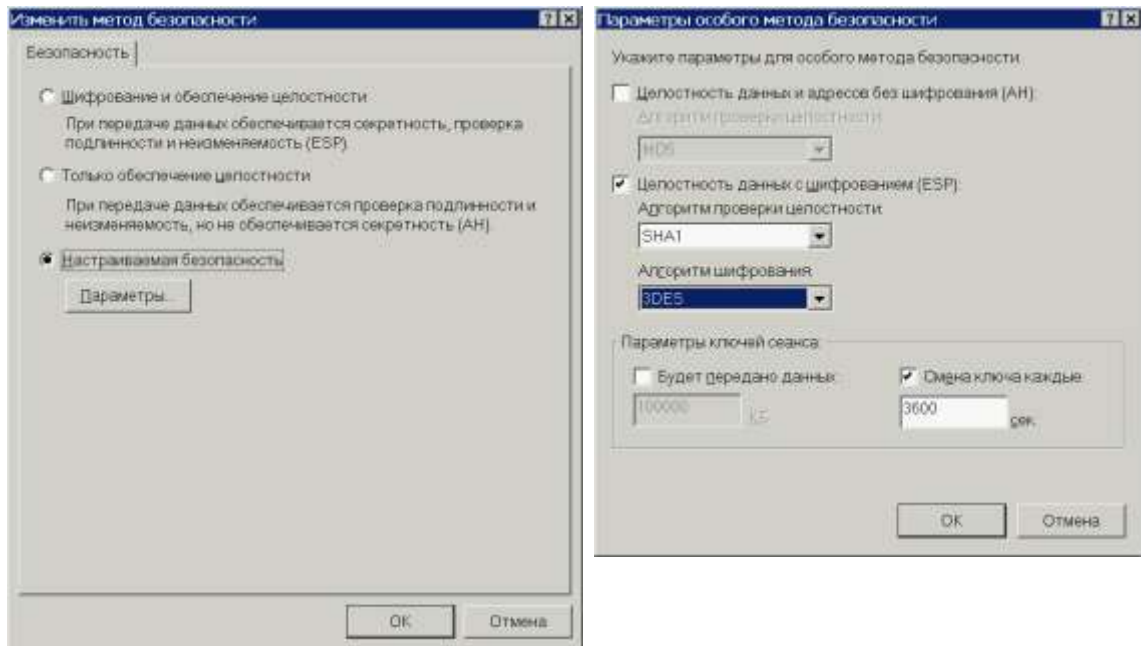 Изменить метод безопасности
Безопасность
Шифрование и обеспечение целостности
При передаче данных обеспечивается секретность, проверка
подлинности и неизменяемость (ESP)
Только обеспечение целостности
При передаче данных обеспечивается проверка подлинности и
неизменяемость, но не обеспечивается секретность (AH)
Настраиваемая безопасность
Параметры...
ОК
Отмена
Параметры особого метода безопасности
Укажите параметры для особого метода безопасности
Целостность данных и адресов без шифрования (AH):
Алгоритм проверки целостности:
MD5
Целостность данных с шифрованием (ESP):
Алгоритм проверки целостности:
SHA1
Алгоритм шифрования:
3DES
Параметры ключей сеанса:
Будет передано данных
Смена ключа каждые
100000
КБ
3600
сек.
ОК
Отмена